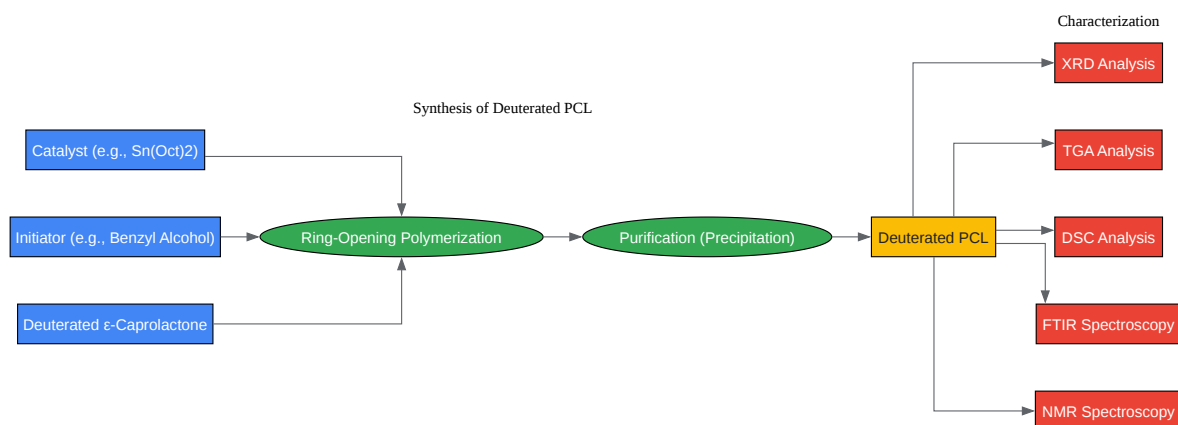 Characterization
XRD Analysis
Synthesis of Deuterated PCL
Catalyst (e.g., Sn(Oct)2)
TGA Analysis
Initiator (e.g., Benzyl Alcohol)
Ring-Opening Polymerization
Purification (Precipitation)
Deuterated PCL
DSC Analysis
Deuterated ε-Caprolactone
FTIR Spectroscopy
NMR Spectroscopy